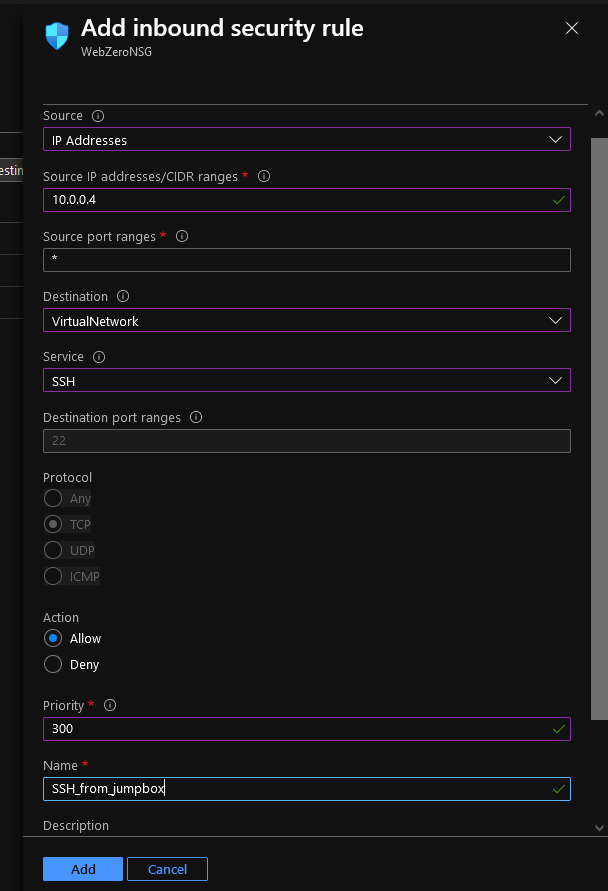 Add inbound security rule
WebZeroNSG
Source
IP Addresses
Source IP addresses/CIDR ranges *
10.0.0.4
Source port ranges *
*
Destination
VirtualNetwork
Service
SSH
Destination port ranges
22
Protocol
Any
TCP
UDP
ICMP
Action
Allow
Deny
Priority *
300
Name *
SSH_from_jumpbox
Description
Add Cancel
estin